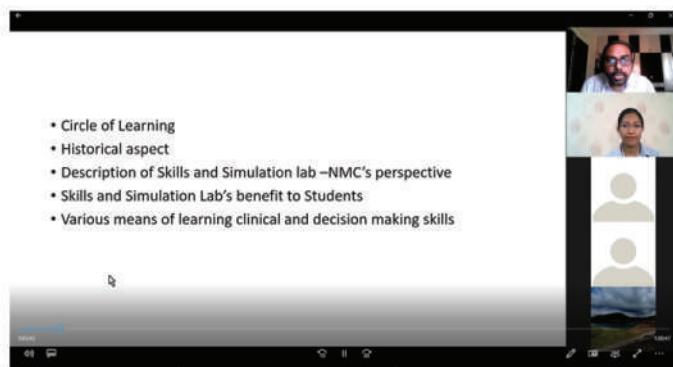 • Circle of Learning
• Historical aspect
• Description of Skills and Simulation lab –NMC's perspective
• Skills and Simulation Lab's benefit to Students
• Various means of learning clinical and decision making skills